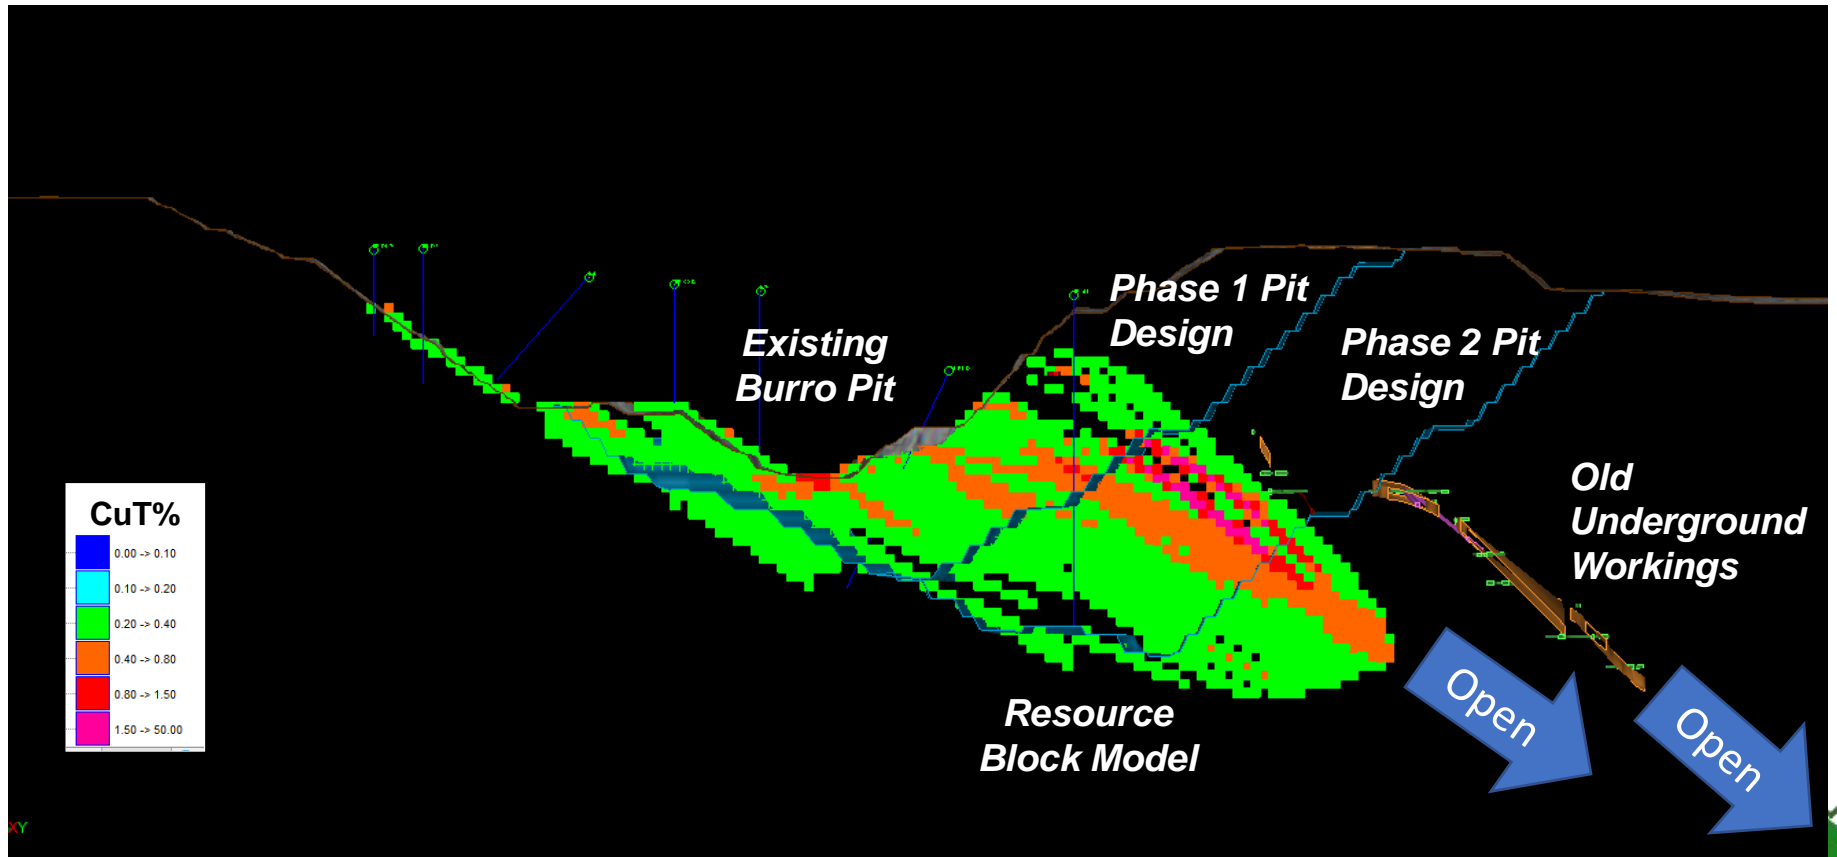 Phase 1 Pit
Design
Existing
Burro Pit
Phase 2 Pit
Design
Old
Underground
Workings
CuT%
0.00 -> 0.10
0.10 -> 0.20
0.20 -> 0.40
0.40 -> 0.80
0.80 -> 1.50
1.50 -> 50.00
Resource
Block Model
Open
Open
XY